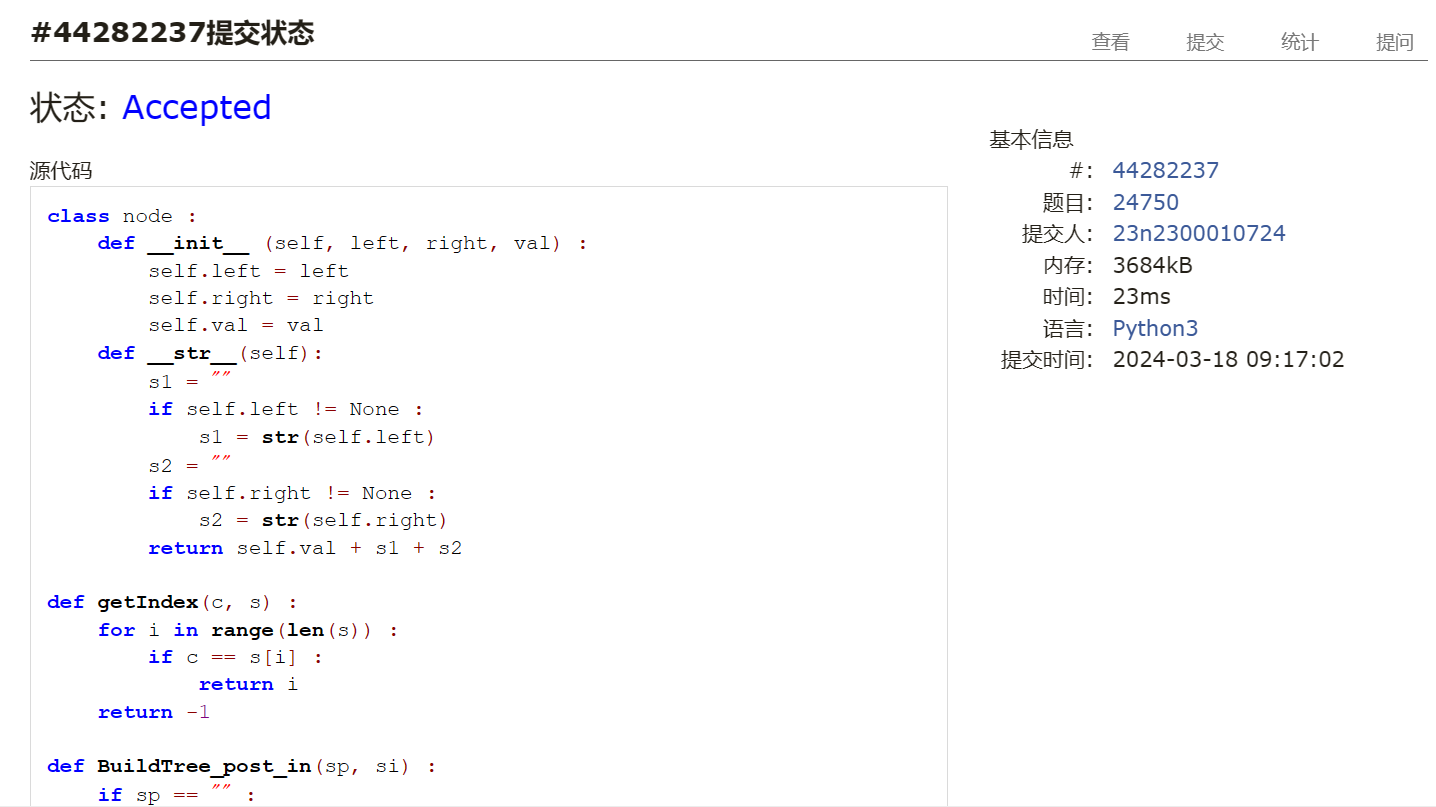 #44282237提交状态
查看 提交 统计 提问
状态: Accepted
源代码
class node :
    def __init__ (self, left, right, val) :
        self.left = left
        self.right = right
        self.val = val
    def __str__(self):
        s1 = ""
        if self.left != None :
            s1 = str(self.left)
        s2 = ""
        if self.right != None :
            s2 = str(self.right)
        return self.val + s1 + s2
def getIndex(c, s) :
    for i in range(len(s)) :
        if c == s[i] :
            return i
    return -1
def BuildTree_post_in(sp, si) :
    if sp == "" :
基本信息
#: 44282237
题目: 24750
提交人: 23n2300010724
内存: 3684kB
时间: 23ms
语言: Python3
提交时间: 2024-03-18 09:17:02